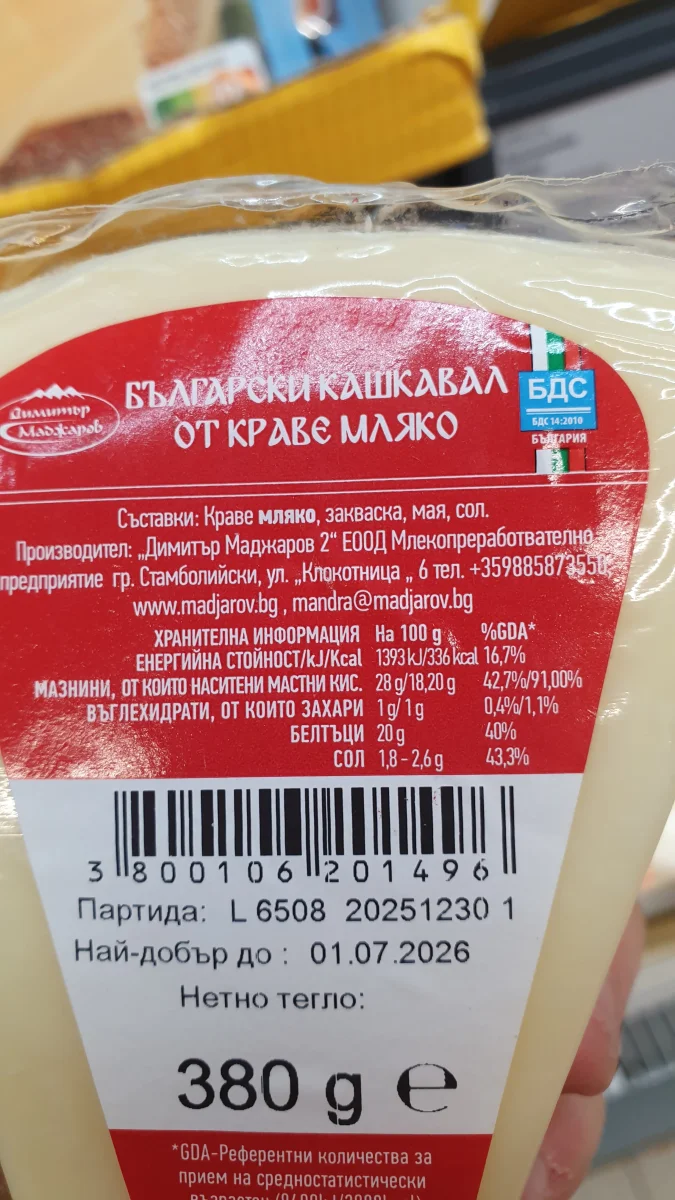 Димитър
Маджаров
БЪЛГАРСКИ КАШКАВАЛ
ОТ КРАВЕ МЛЯКО
БДС
БДС 14:2010
БЪЛГАРИЯ
Съставки: Краве мляко, закваска, мая, сол.
Производител: „Димитър Маджаров 2“ ЕООД Млекопреработвателно
предприятие гр. Стамболийски, ул. „Клокотница „ 6 тел. +359885873550
www.madjarov.bg , mandra@madjarov.bg
ХРАНИТЕЛНА ИНФОРМАЦИЯ На 100 g %GDA*
ЕНЕРГИЙНА СТОЙНОСТ/kJ/Kcal 1393 kJ/336 kcal 16,7%
МАЗНИНИ, ОТ КОИТО НАСИТЕНИ МАСТНИ КИС. 28 g/18,20 g 42,7%/91,00%
ВЪГЛЕХИДРАТИ, ОТ КОИТО ЗАХАРИ 1 g/ 1 g 0,4%/1,1%
БЕЛТЪЦИ 20 g 40%
СОЛ 1,8 – 2,6 g 43,3%
3 800106 201496
Партида: L 6508 20251230 1
Най-добър до : 01.07.2026
Нетно тегло:
380 g e
*GDA-Референтни количества за
прием на средностатистически